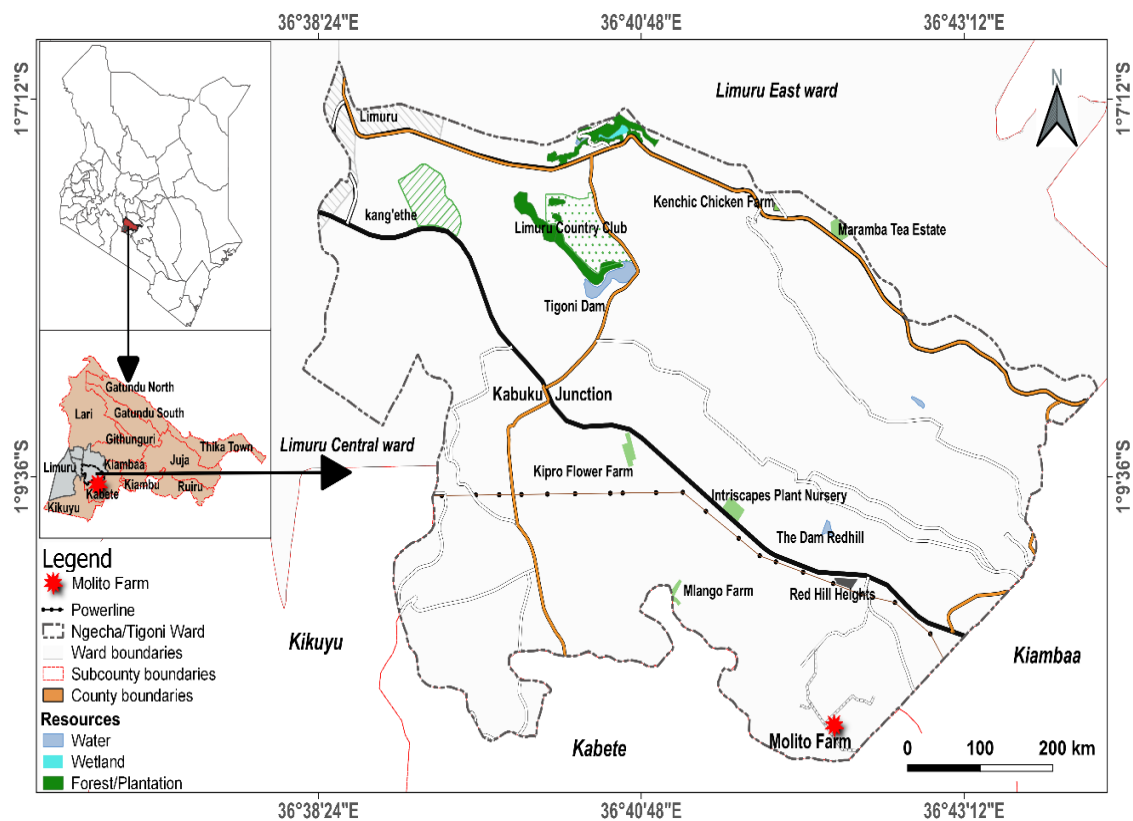 36°38'24"E 36°40'48"E 36°43'12"E
1°7'12"S
1°7'12"S
N
Limuru East ward
Limuru
kang'ethe
Kenchic Chicken Farm
Limuru Country Club
Maramba Tea Estate
Tigoni Dam
Kabuku Junction
Limuru Central ward
Gatundu North
Lari
Gatundu South
Githunguri
Thika Town
Limuru
Kiambaa
Juja
Kabete
Kiambu
Ruiru
Kikuyu
1°9'36"S
1°9'36"S
Kipro Flower Farm
Intriscapes Plant Nursery
The Dam Redhill
Mlango Farm
Red Hill Heights
Kikuyu
Kiambaa
Kabete
Molito Farm
0 100 200 km
Legend
Molito Farm
Powerline
Ngecha/Tigoni Ward
Ward boundaries
Subcounty boundaries
County boundaries
Resources
Water
Wetland
Forest/Plantation
36°38'24"E 36°40'48"E 36°43'12"E